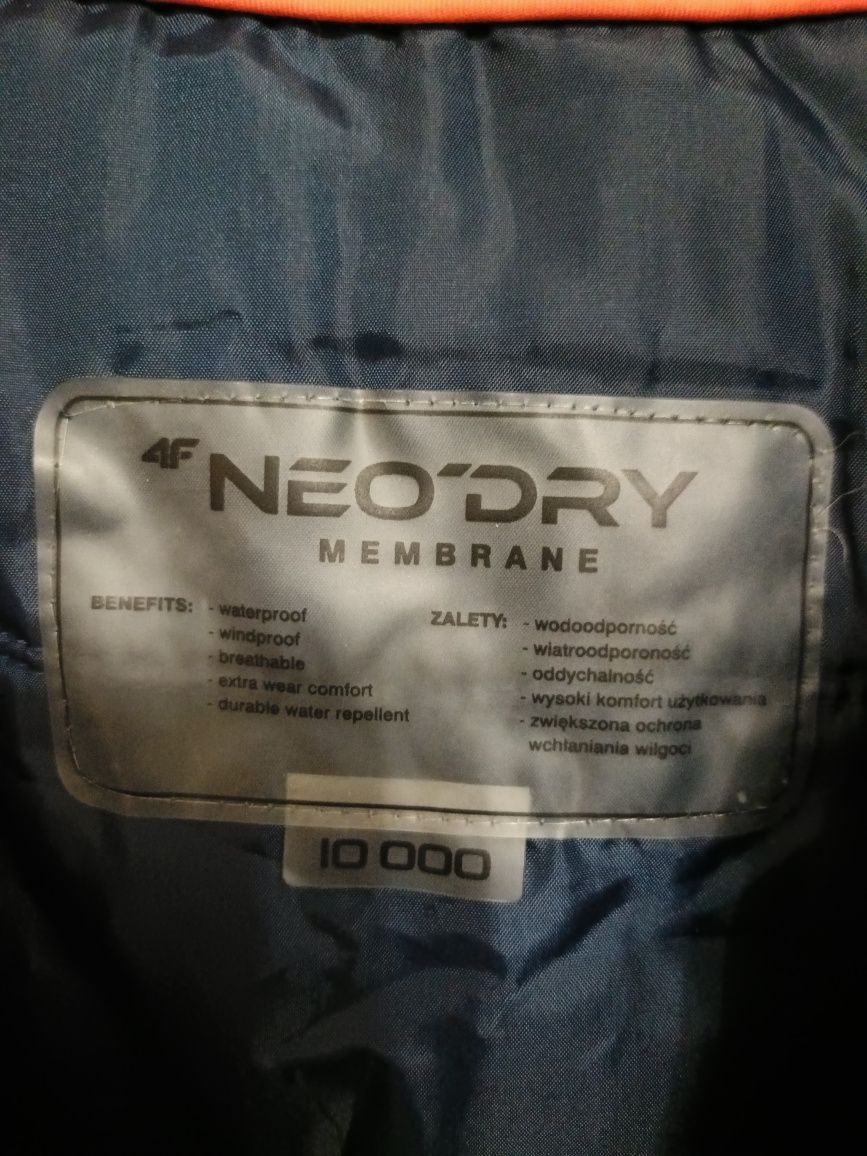 4F NEO'DRY
MEMBRANE
BENEFITS: - waterproof
- windproof
- breathable
- extra wear comfort
- durable water repellent
ZALETY: - wodoodporność
- wiatroodporoność
- oddychalność
- wysoki komfort użytkowania
- zwiększona ochrona
wchłaniania wilgoci
10 000